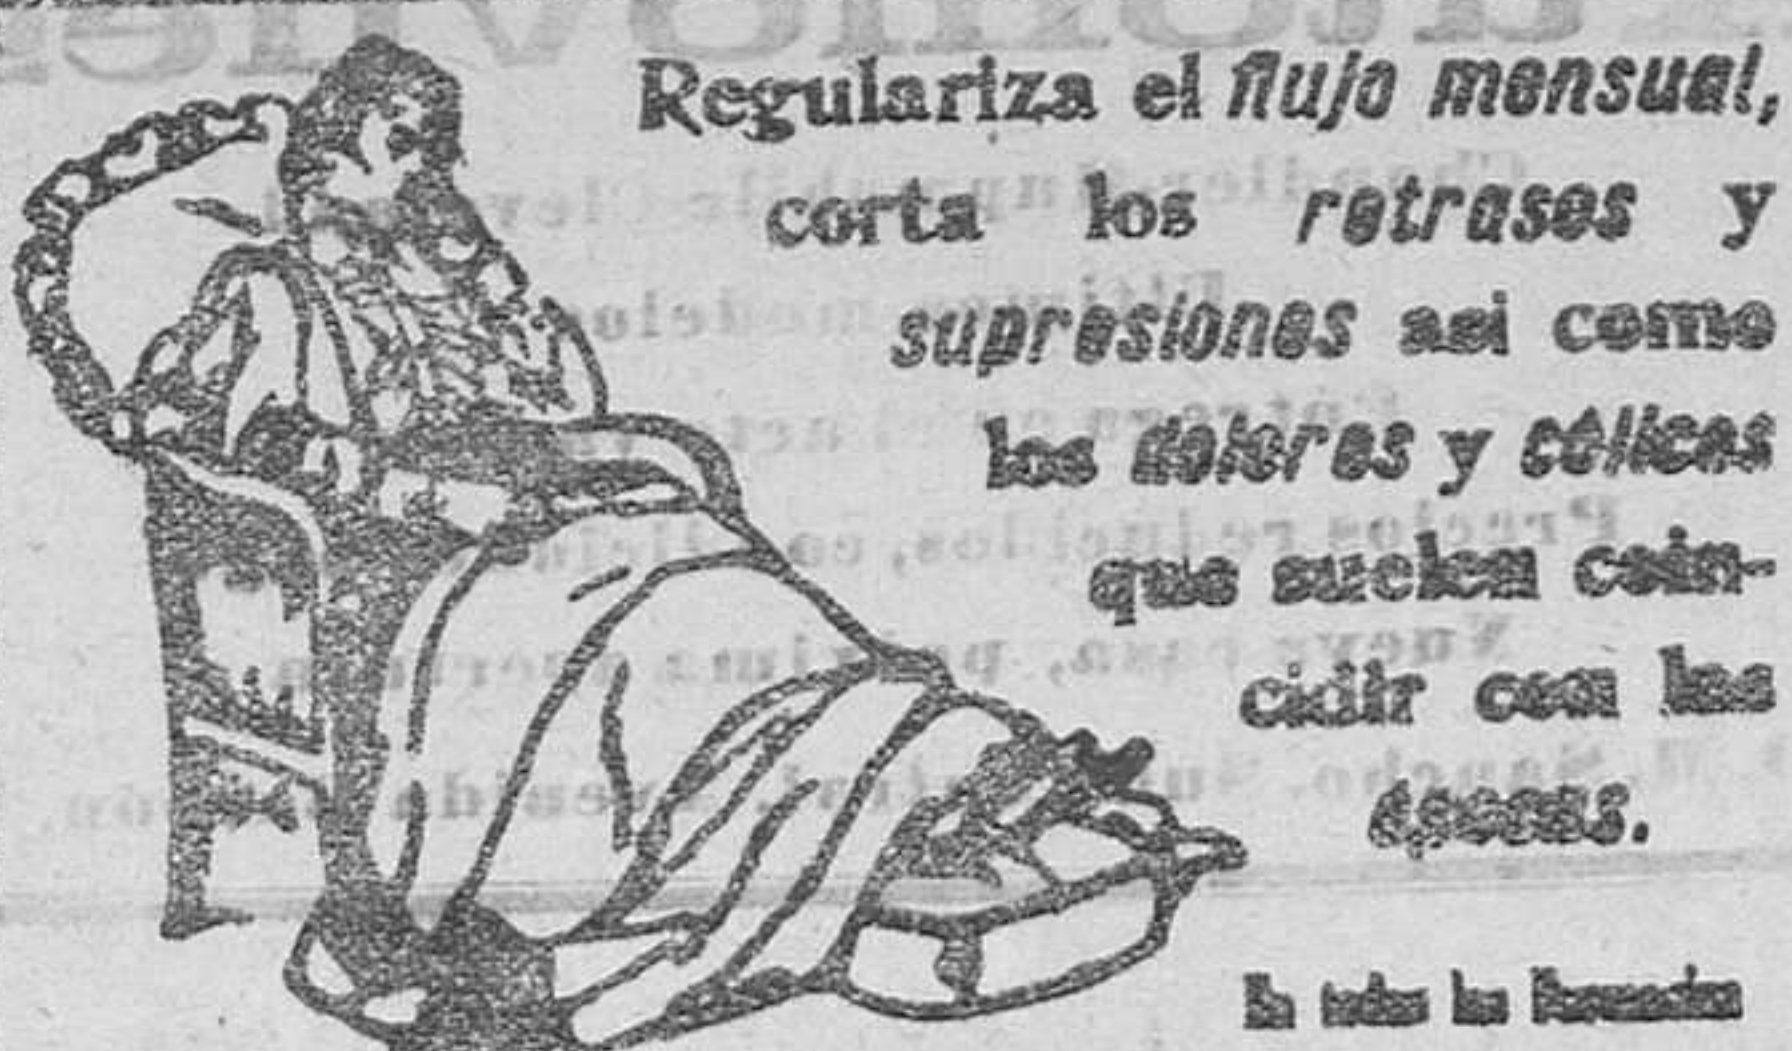 Regulariza el flujo mensual,
corta los retrases y
supresiones asi como
los dolores y cólicos
que suelen coin-
cidir con las
épocas.
En todas las Farmacias